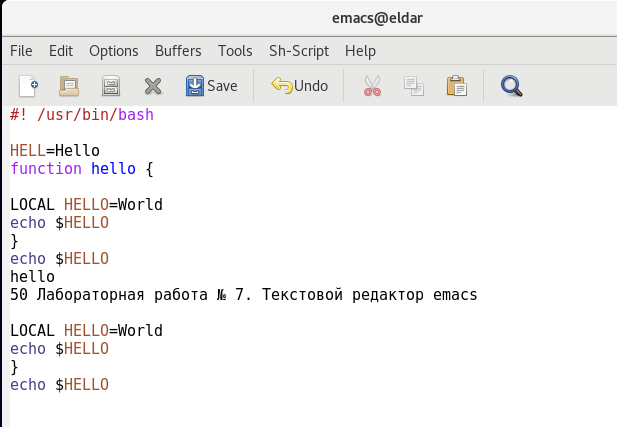 emacs@eldar
File Edit Options Buffers Tools Sh-Script Help
Save Undo
#! /usr/bin/bash
HELL=Hello
function hello {
LOCAL HELLO=World
echo $HELLO
}
echo $HELLO
hello
50 Лабораторная работа № 7. Текстовой редактор emacs
LOCAL HELLO=World
echo $HELLO
}
echo $HELLO